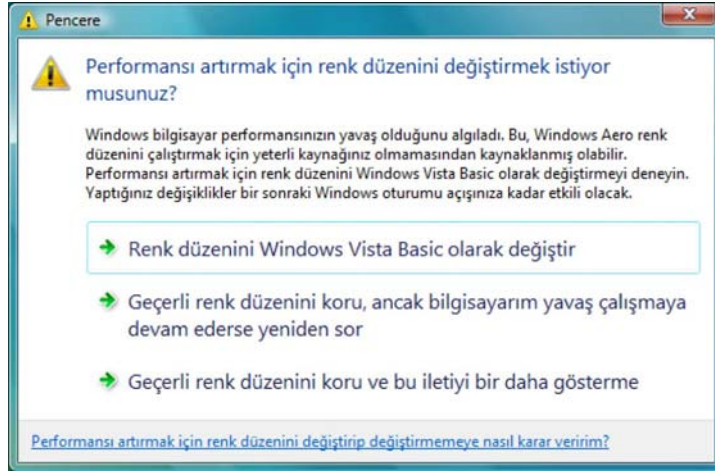 Pencere
Performansı artırmak için renk düzenini değiştirmek istiyor
musunuz?
Windows bilgisayar performansınızın yavaş olduğunu algıladı. Bu, Windows Aero renk
düzenini çalıştırmak için yeterli kaynağınız olmamasından kaynaklanmış olabilir.
Performansı artırmak için renk düzenini Windows Vista Basic olarak değiştirmeyi deneyin.
Yaptığınız değişiklikler bir sonraki Windows oturumu açışınıza kadar etkili olacak.
Renk düzenini Windows Vista Basic olarak değiştir
Geçerli renk düzenini koru, ancak bilgisayarım yavaş çalışmaya
devam ederse yeniden sor
Geçerli renk düzenini koru ve bu iletiyi bir daha gösterme
Performansı artırmak için renk düzenini değiştirip değiştirmemeye nasıl karar veririm?